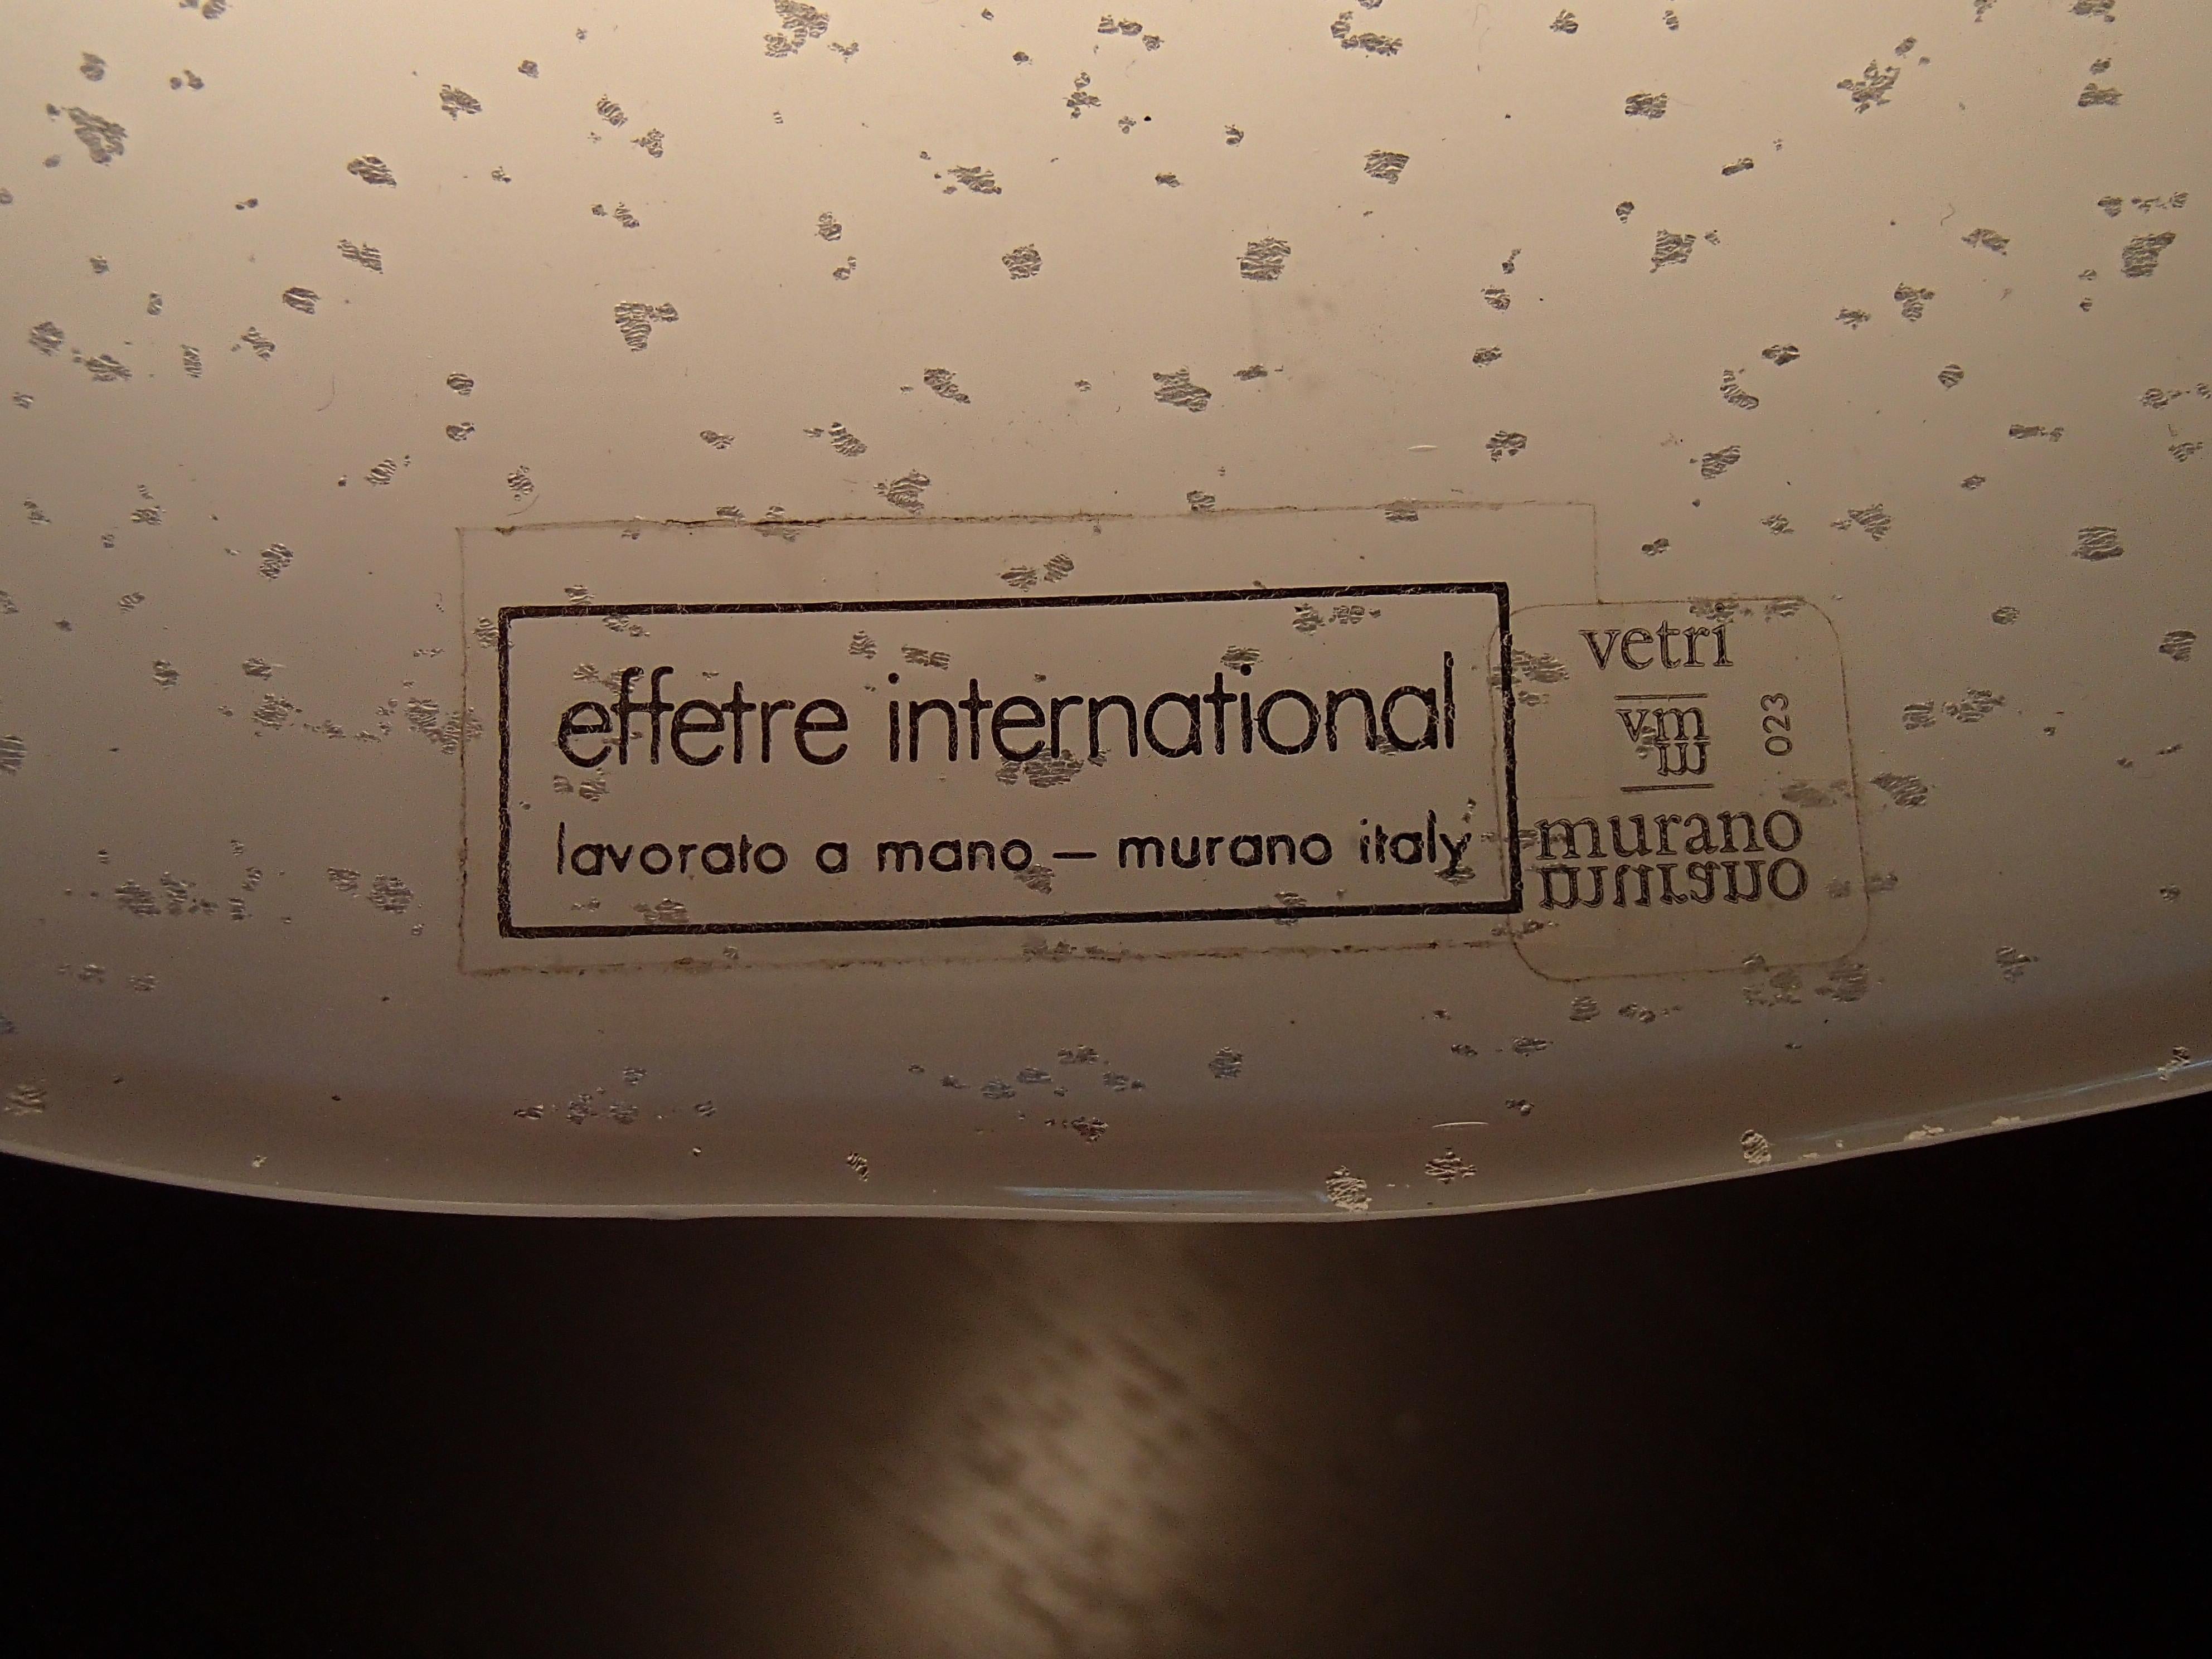 effetre international
lavorato a mano — murano italy
vetri
vm
023
murano